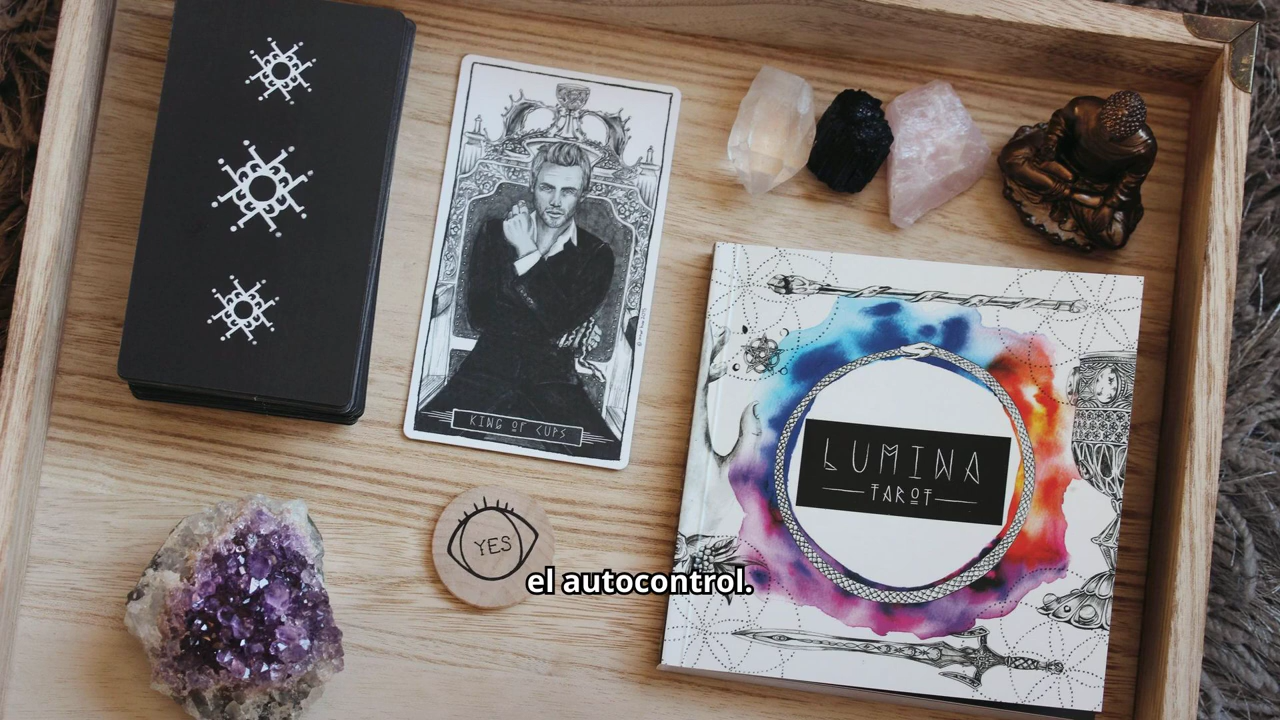 KING OF CUPS
LUMINA
TAROT
YES
el autocontrol.